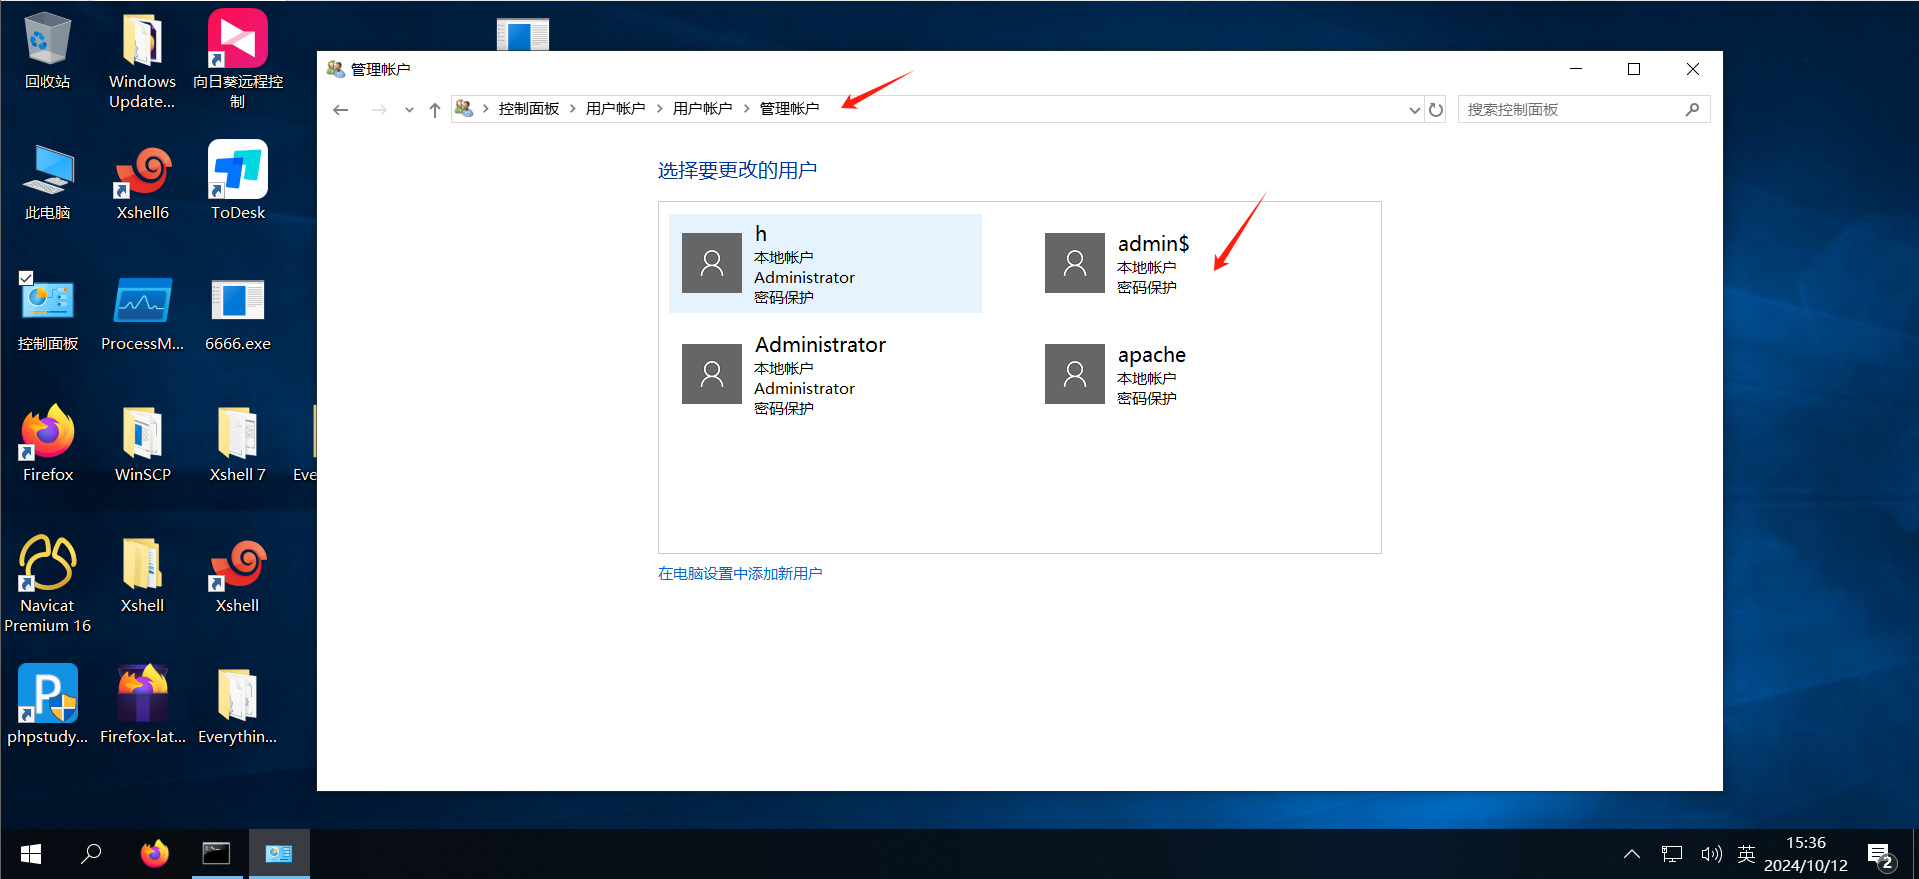 回收站
Windows
Update...
向日葵远程控
制
此电脑
Xshell6
ToDesk
控制面板
ProcessM...
6666.exe
Firefox
WinSCP
Xshell 7
Eve
Navicat
Premium 16
Xshell
Xshell
phpstudy...
Firefox-lat...
Everythin...
管理帐户
控制面板
用户帐户
用户帐户
管理帐户
搜索控制面板
选择要更改的用户
h
本地帐户
Administrator
密码保护
admin$
本地帐户
密码保护
Administrator
本地帐户
Administrator
密码保护
apache
本地帐户
密码保护
在电脑设置中添加新用户
英
15:36
2024/10/12
2